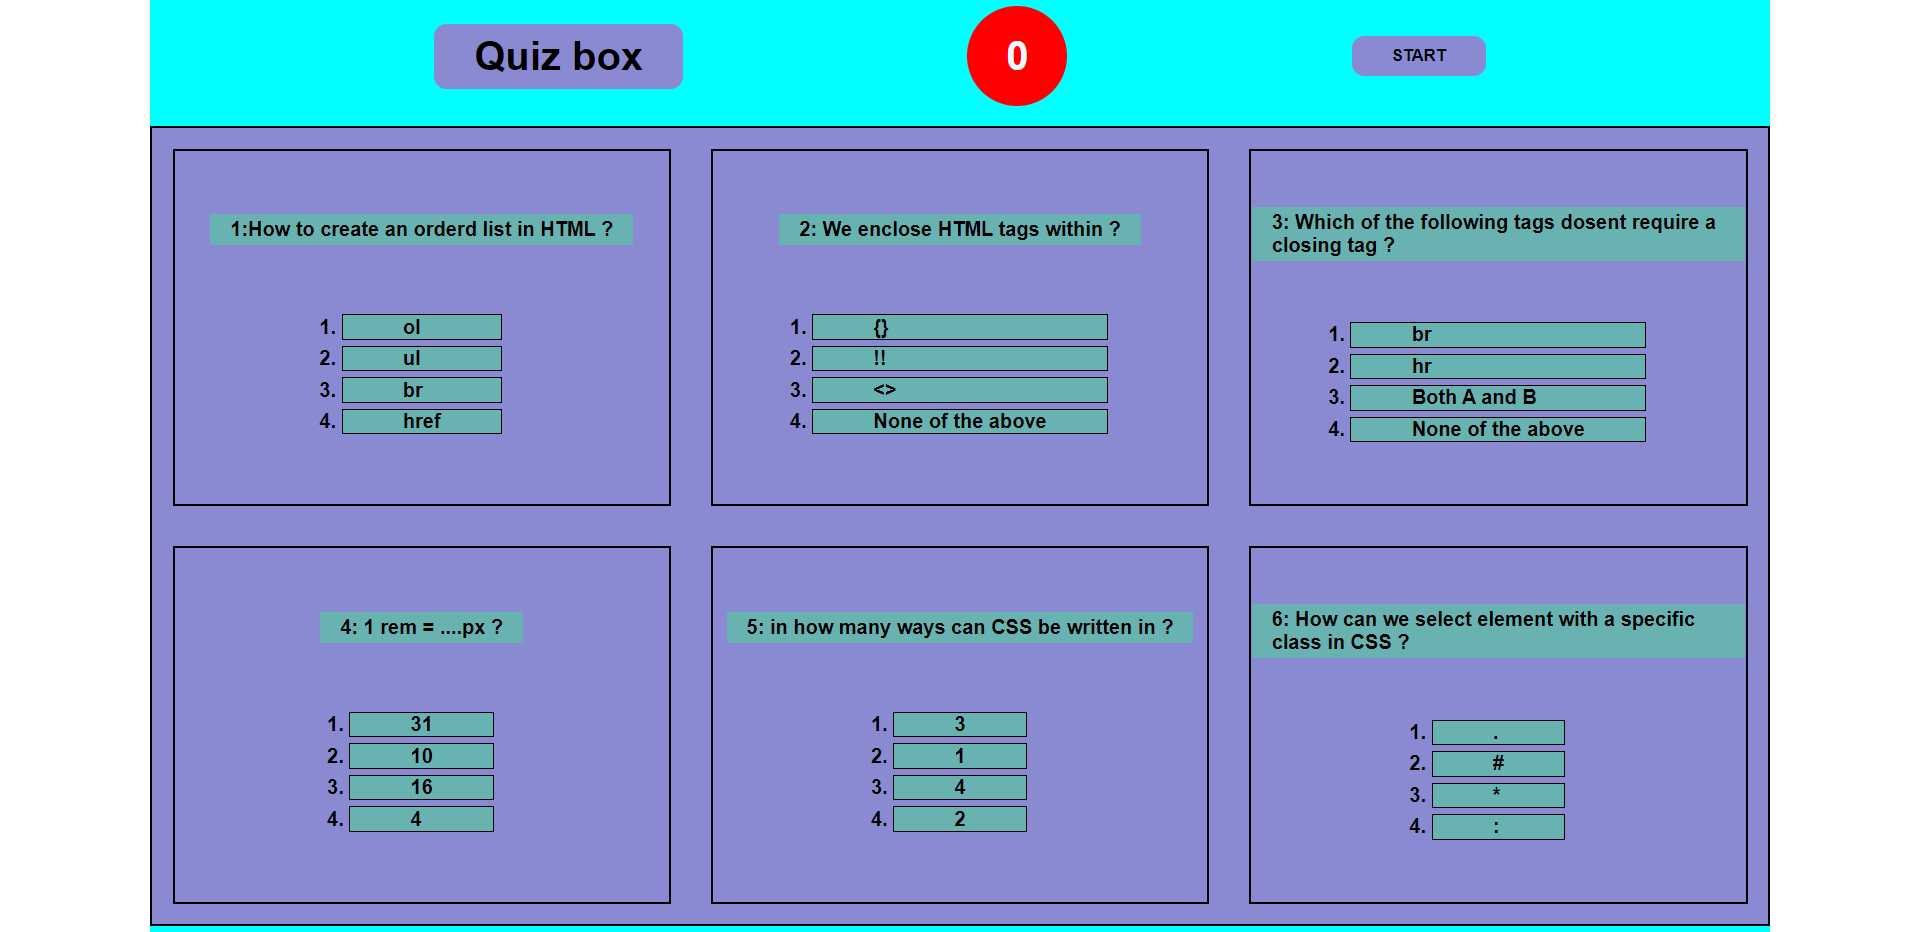 Quiz box
0
START
1:How to create an orderd list in HTML ?
1. ol
2. ul
3. br
4. href
2: We enclose HTML tags within ?
1. {}
2. !!
3. <>
4. None of the above
3: Which of the following tags dosent require a
closing tag ?
1. br
2. hr
3. Both A and B
4. None of the above
4: 1 rem = ....px ?
1. 31
2. 10
3. 16
4. 4
5: in how many ways can CSS be written in ?
1. 3
2. 1
3. 4
4. 2
6: How can we select element with a specific
class in CSS ?
1. .
2. #
3. *
4. :